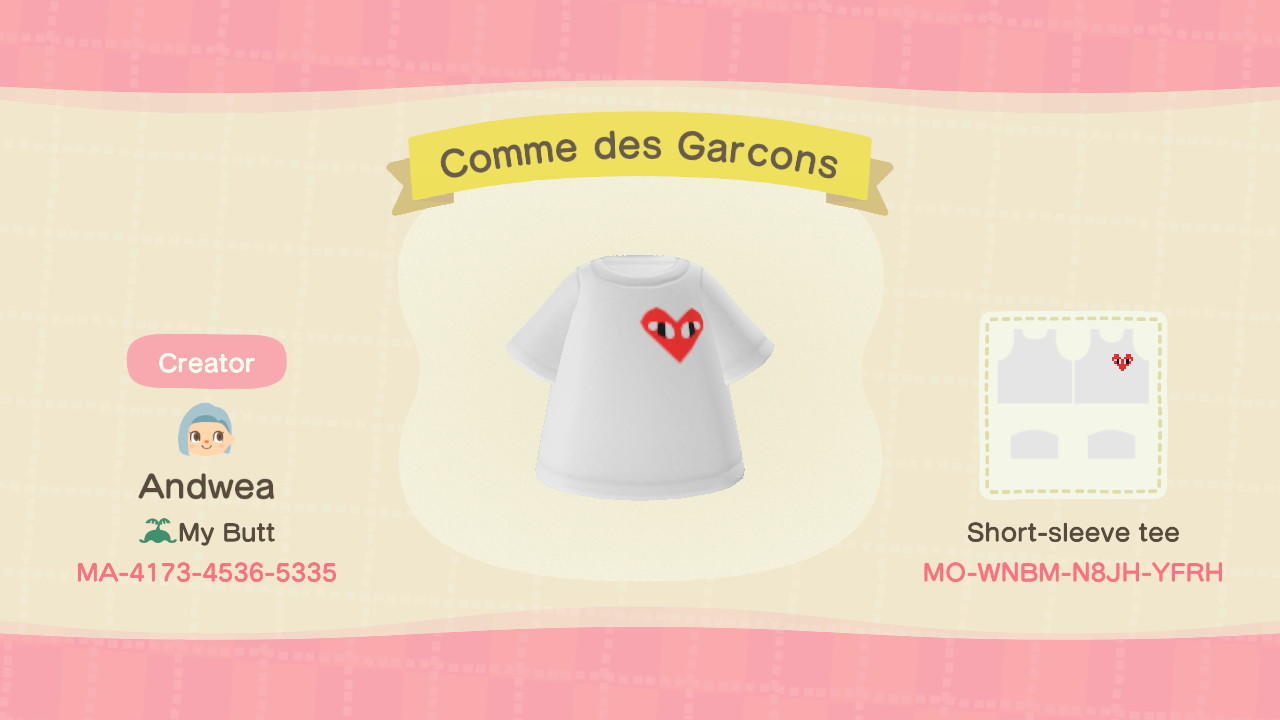 Comme des Garcons
Creator
Andwea
My Butt
MA-4173-4536-5335
Short-sleeve tee
MO-WNBM-N8JH-YFRH